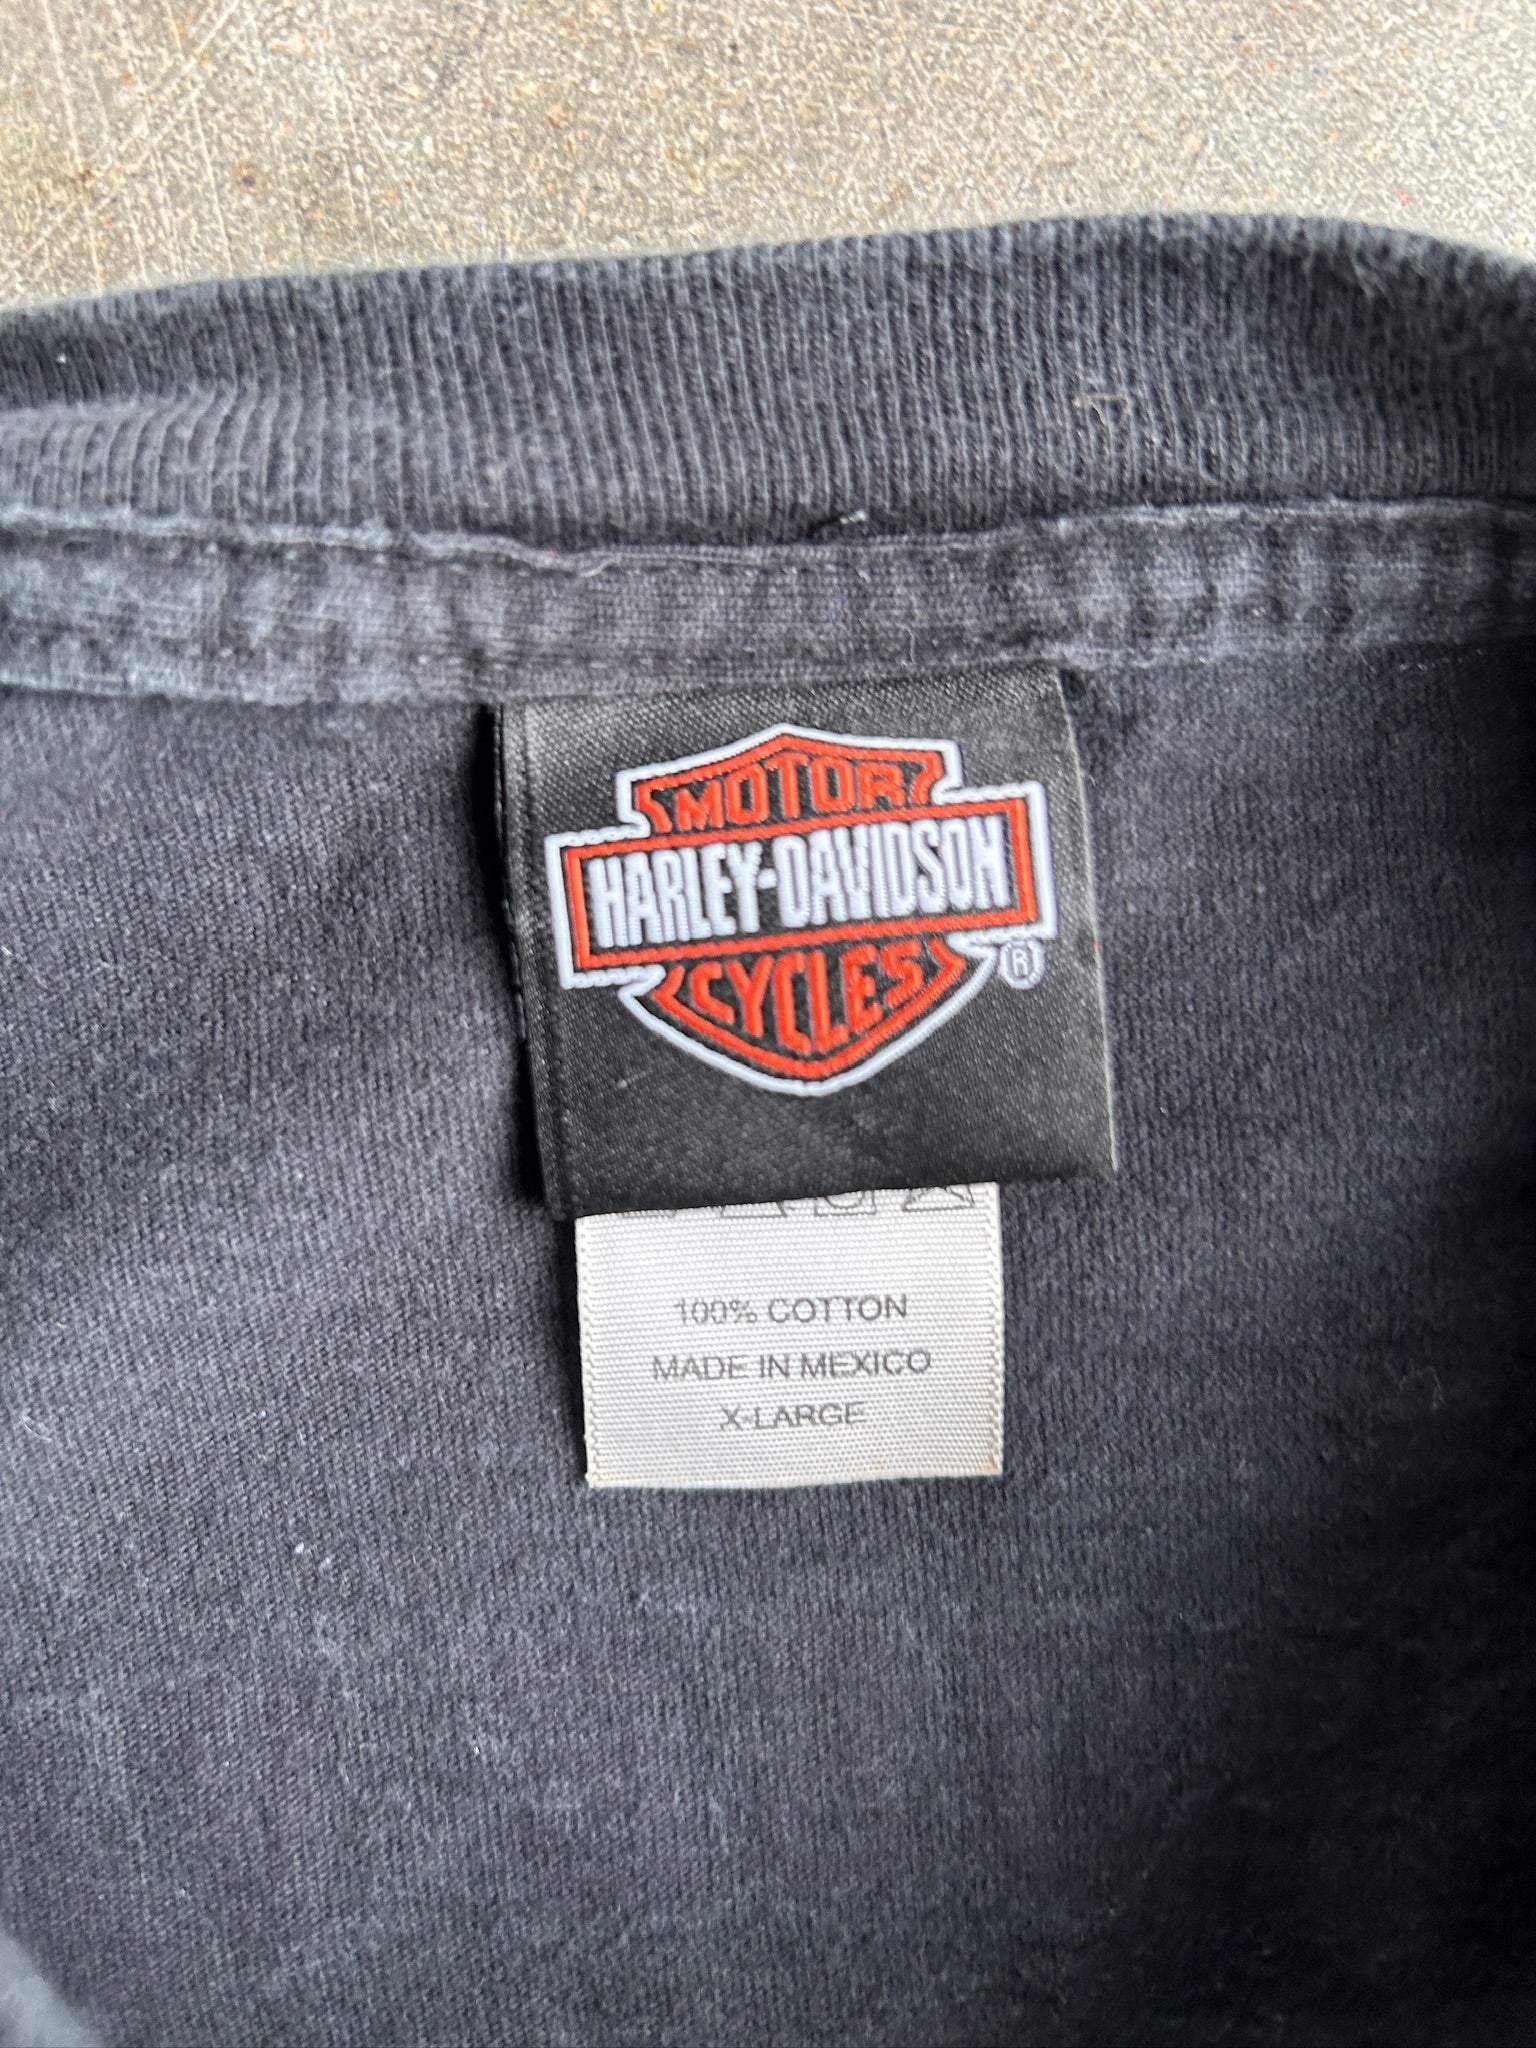 MOTOR
HARLEY-DAVIDSON
CYCLES
®
100% COTTON
MADE IN MEXICO
X-LARGE